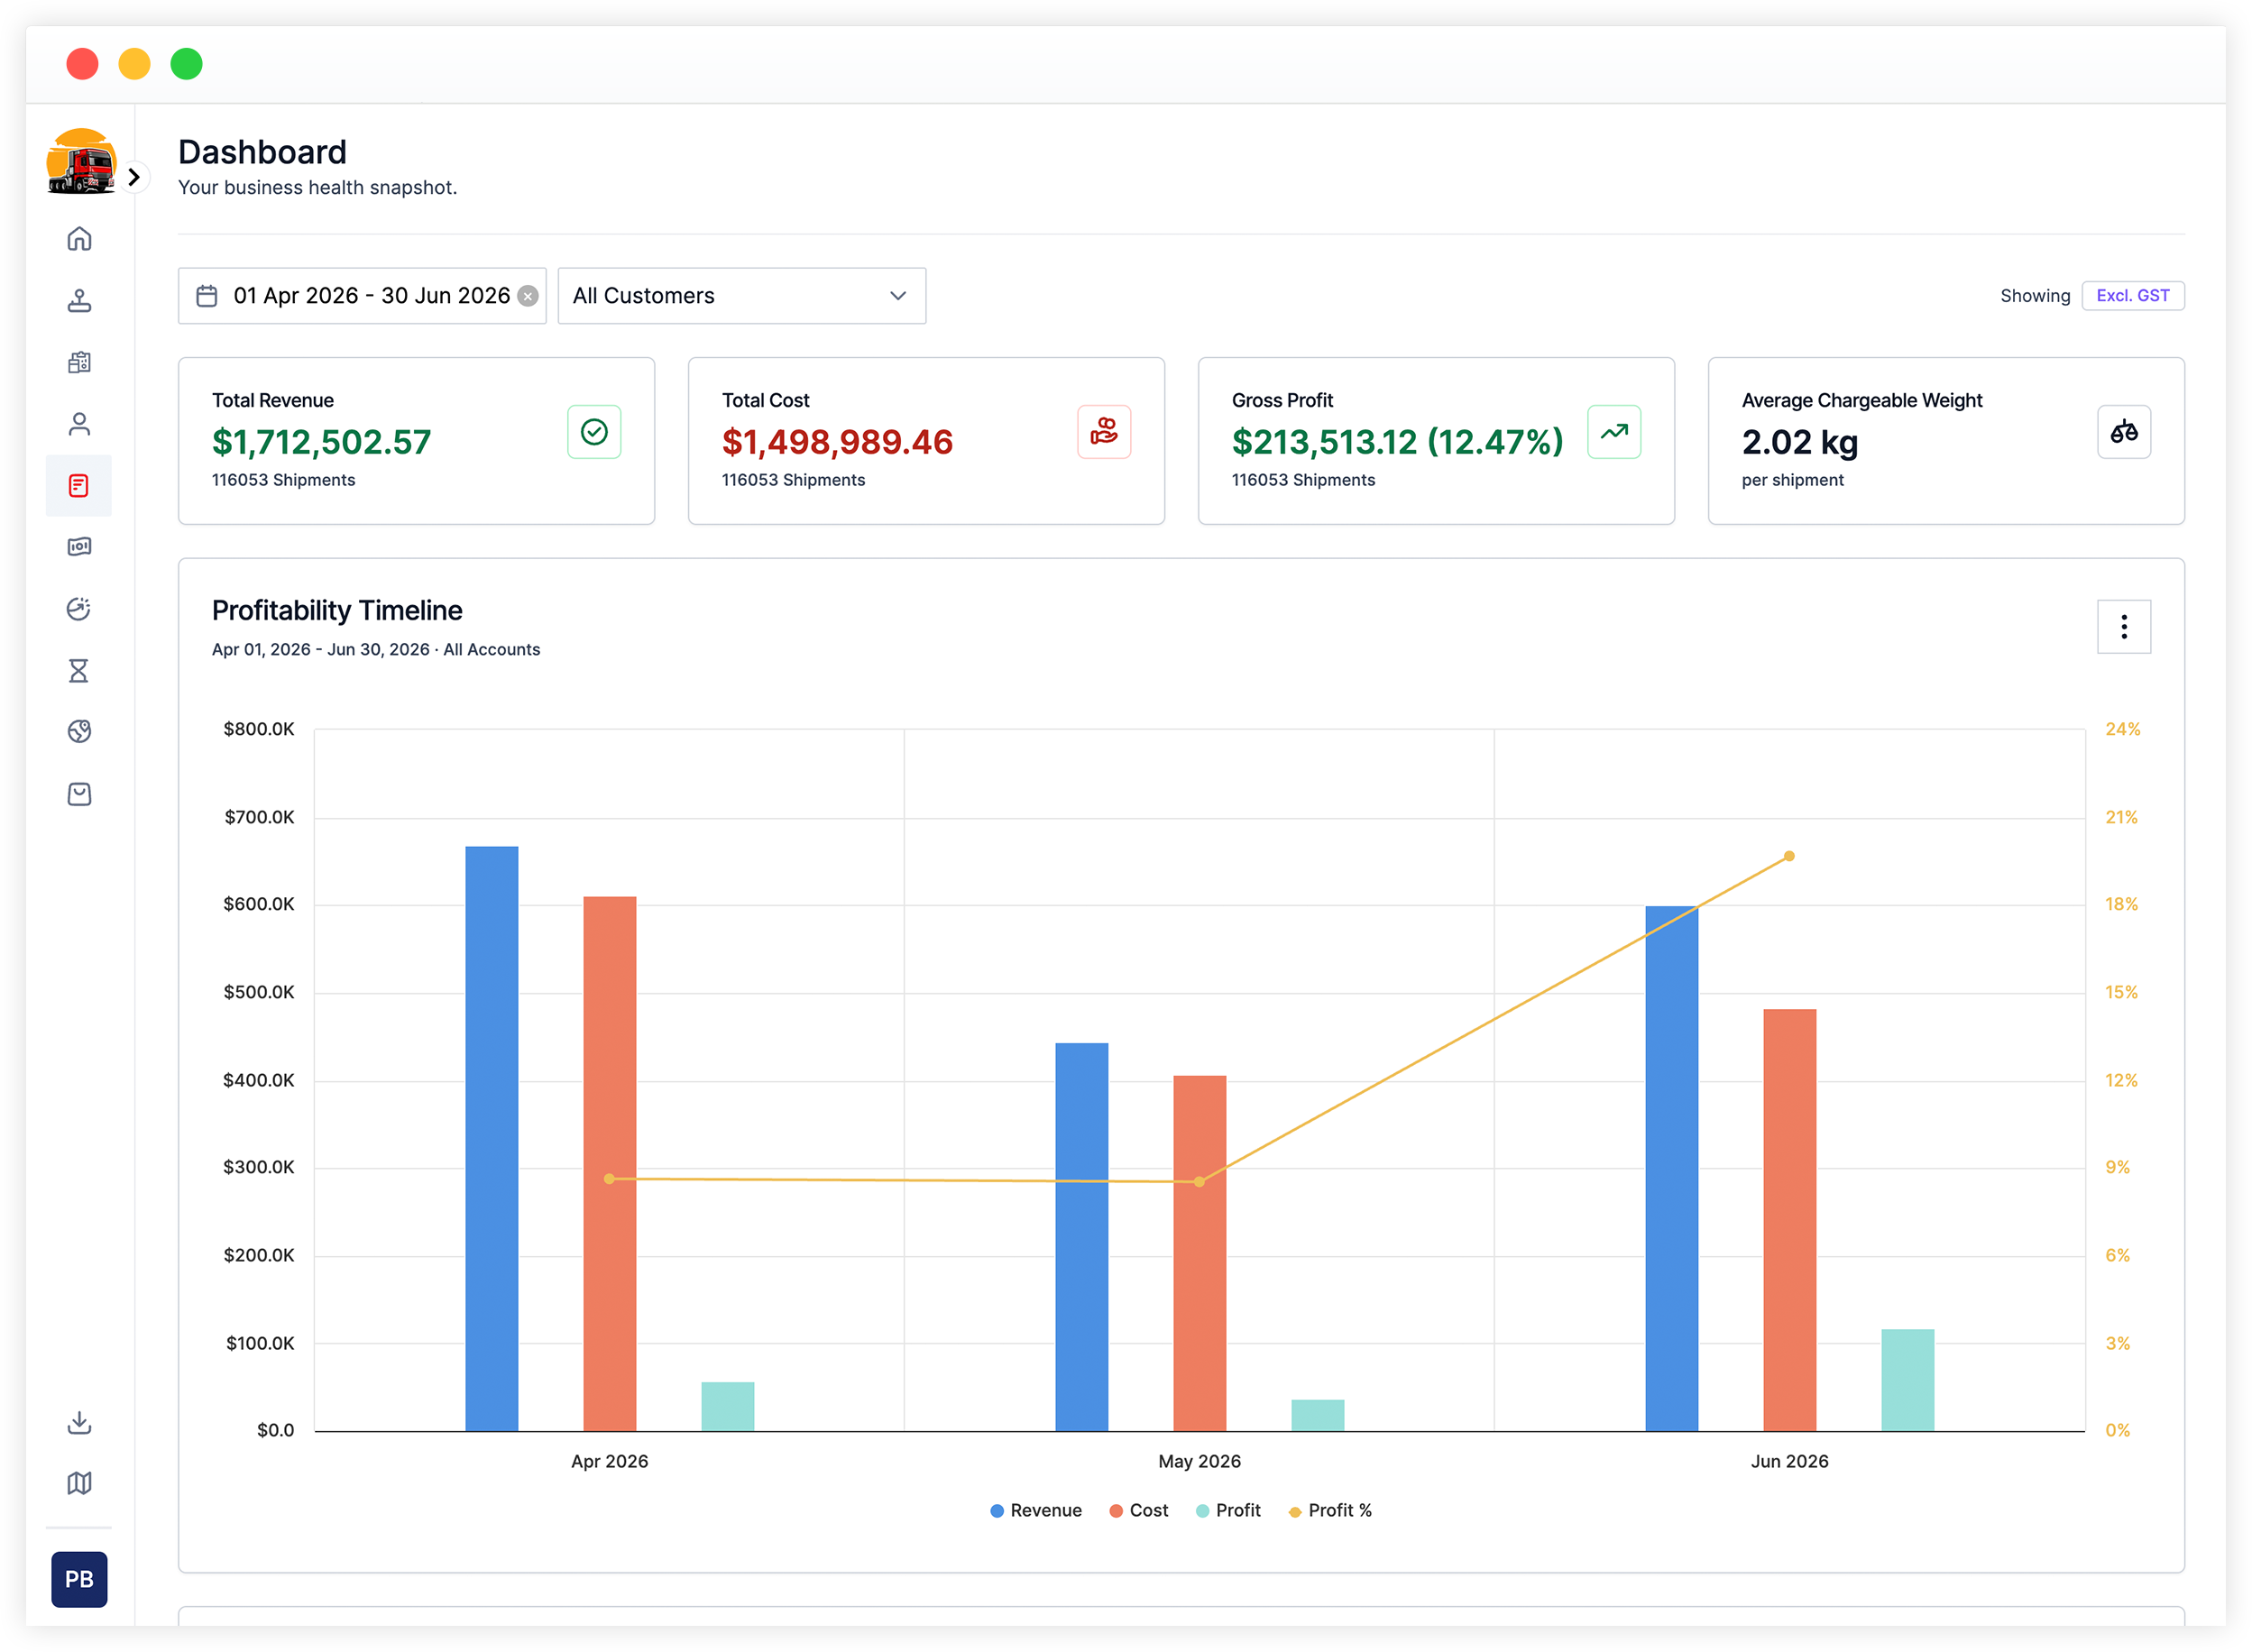 Dashboard
Your business health snapshot.
01 Apr 2026 - 30 Jun 2026
All Customers
Showing
Excl. GST
Total Revenue
$1,712,502.57
116053 Shipments
Total Cost
$1,498,989.46
116053 Shipments
Gross Profit
$213,513.12 (12.47%)
116053 Shipments
Average Chargeable Weight
2.02 kg
per shipment
Profitability Timeline
Apr 01, 2026 - Jun 30, 2026 · All Accounts
$800.0K
$700.0K
$600.0K
$500.0K
$400.0K
$300.0K
$200.0K
$100.0K
$0.0
24%
21%
18%
15%
12%
9%
6%
3%
0%
Apr 2026
May 2026
Jun 2026
Revenue
Cost
Profit
Profit %
PB